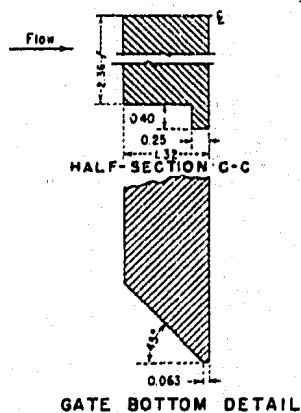 ℄
Flow
2.36
0.40
0.25
1.32
HALF-SECTION C-C
45°
0.063
GATE BOTTOM DETAIL